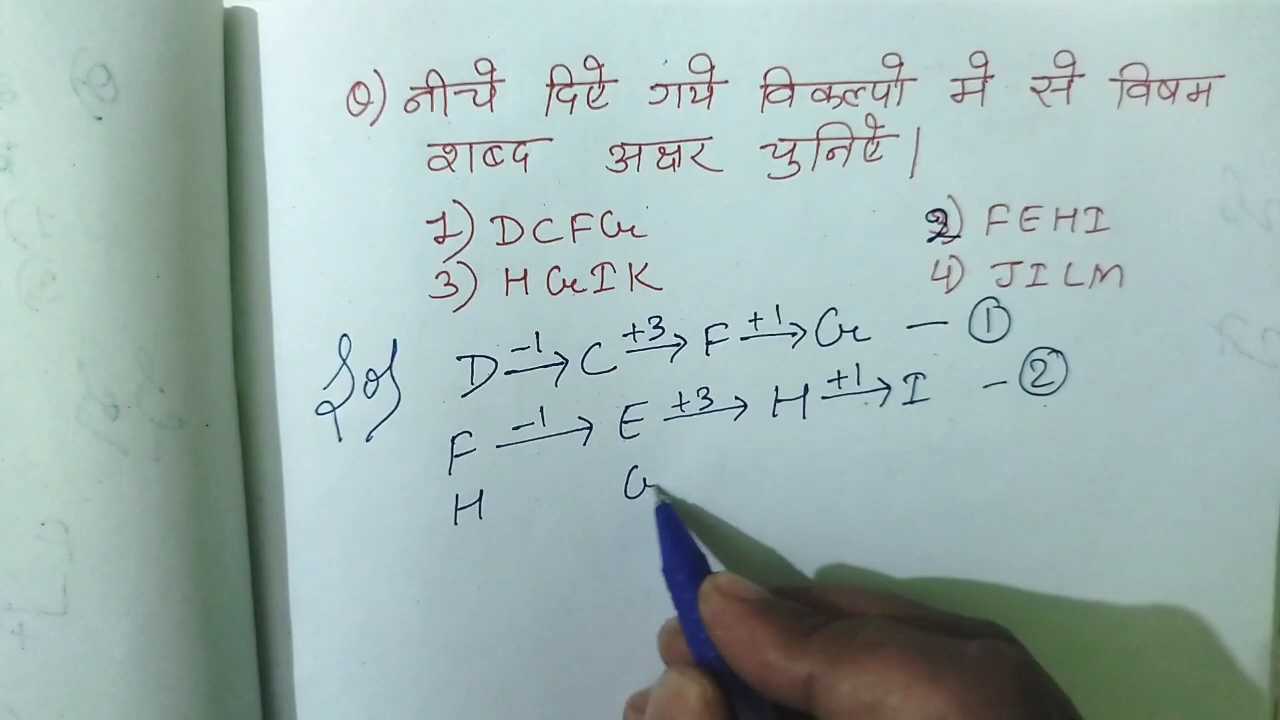 Q) नीचे दिऐ गये विकल्पो मे से विषम
शब्द अक्षर चुनिऐ।
1) DCFG 2) FEHI
3) HGIK 4) JILM
Sol D -1→ C +3→ F +1→ G — ①
F -1→ E +3→ H +1→ I - ②
H G